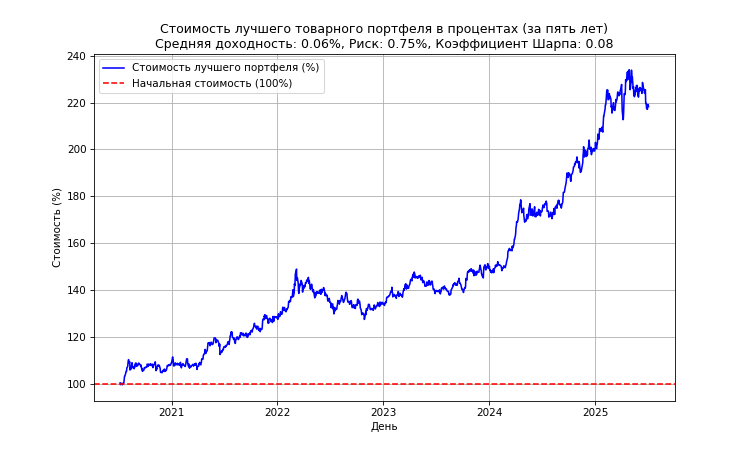 Стоимость лучшего товарного портфеля в процентах (за пять лет)
Средняя доходность: 0.06%, Риск: 0.75%, Коэффициент Шарпа: 0.08
Стоимость лучшего портфеля (%)
Начальная стоимость (100%)
Стоимость (%)
240
220
200
180
160
140
120
100
2021
2022
2023
2024
2025
День